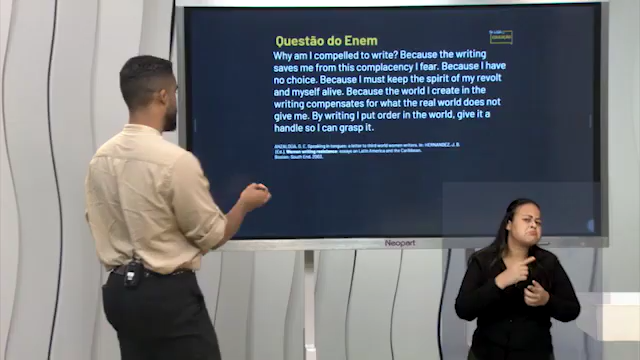 Questão do Enem
Why am I compelled to write? Because the writing
saves me from this complacency I fear. Because I have
no choice. Because I must keep the spirit of my revolt
and myself alive. Because the world I create in the
writing compensates for what the real world does not
give me. By writing I put order in the world, give it a
handle so I can grasp it.
ANZALDÚA, G. E. Speaking in tongues: a letter to third world women writers. In: HERNANDEZ, J. B.
(Ed.). Women writing resistance: essays on Latin America and the Caribbean.
Boston: South End, 2003.
Neopart